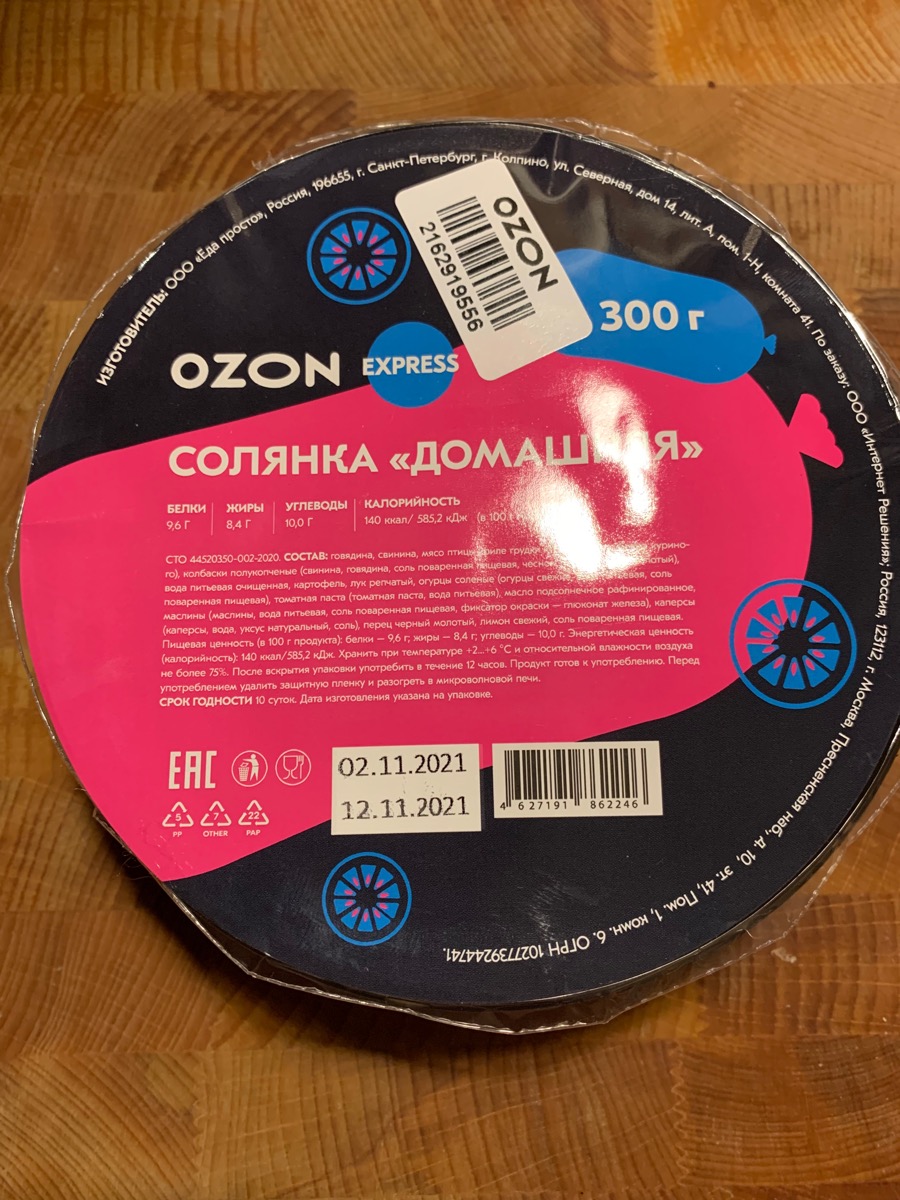 ИЗГОТОВИТЕЛЬ: ООО «Еда просто», Россия, 196655, г. Санкт-Петербург, г. Колпино, ул. Северная, дом 14, лит. Д, пом. 1-Н, комната 41. По заказу: ООО «Интернет Решения»; Россия, 123112, г. Москва, Пресненская наб., д. 10, эт. 41, Пом. 1, комн. 6. ОГРН 1027739244741.
OZON
2162919556
300 г
OZON EXPRESS
СОЛЯНКА «ДОМАШНЯЯ»
БЕЛКИ ЖИРЫ УГЛЕВОДЫ КАЛОРИЙНОСТЬ
9,6 Г 8,4 Г 10,0 Г 140 ккал/ 585,2 кДж (в 100 г
СТО 44520350-002-2020. СОСТАВ: говядина, свинина, мясо птицы филе грудки курино-
го), колбаски полукопченые (свинина, говядина, соль поваренная пищевая, чеснок
вода питьевая очищенная, картофель, лук репчатый, огурцы соленые (огурцы свежие, соль
поваренная пищевая), томатная паста (томатная паста, вода питьевая), масло подсолнечное рафинированное,
маслины (маслины, вода питьевая, соль поваренная пищевая, фиксатор окраски – глюконат железа), каперсы
(каперсы, вода, уксус натуральный, соль), перец черный молотый, лимон свежий, соль поваренная пищевая.
Пищевая ценность (в 100 г продукта): белки – 9,6 г; жиры – 8,4 г; углеводы – 10,0 г. Энергетическая ценность
(калорийность): 140 ккал/585,2 кДж. Хранить при температуре +2...+6 °C и относительной влажности воздуха
не более 75%. После вскрытия упаковки употребить в течение 12 часов. Продукт готов к употреблению. Перед
употреблением удалить защитную пленку и разогреть в микроволновой печи.
СРОК ГОДНОСТИ 10 суток. Дата изготовления указана на упаковке.
EAC
02.11.2021
12.11.2021
4 627191 862246
5 7 22
PP OTHER PAP